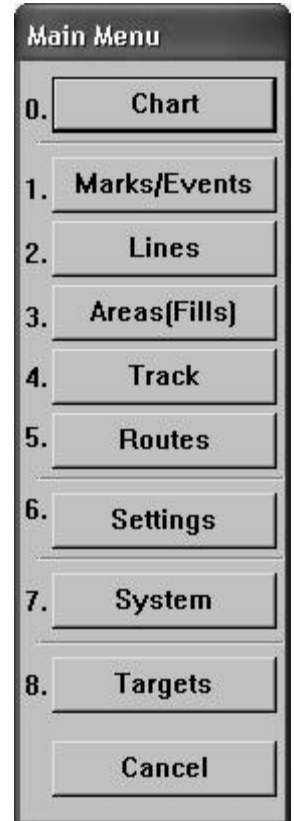 Main Menu
0. Chart
1. Marks/Events
2. Lines
3. Areas(Fills)
4. Track
5. Routes
6. Settings
7. System
8. Targets
Cancel